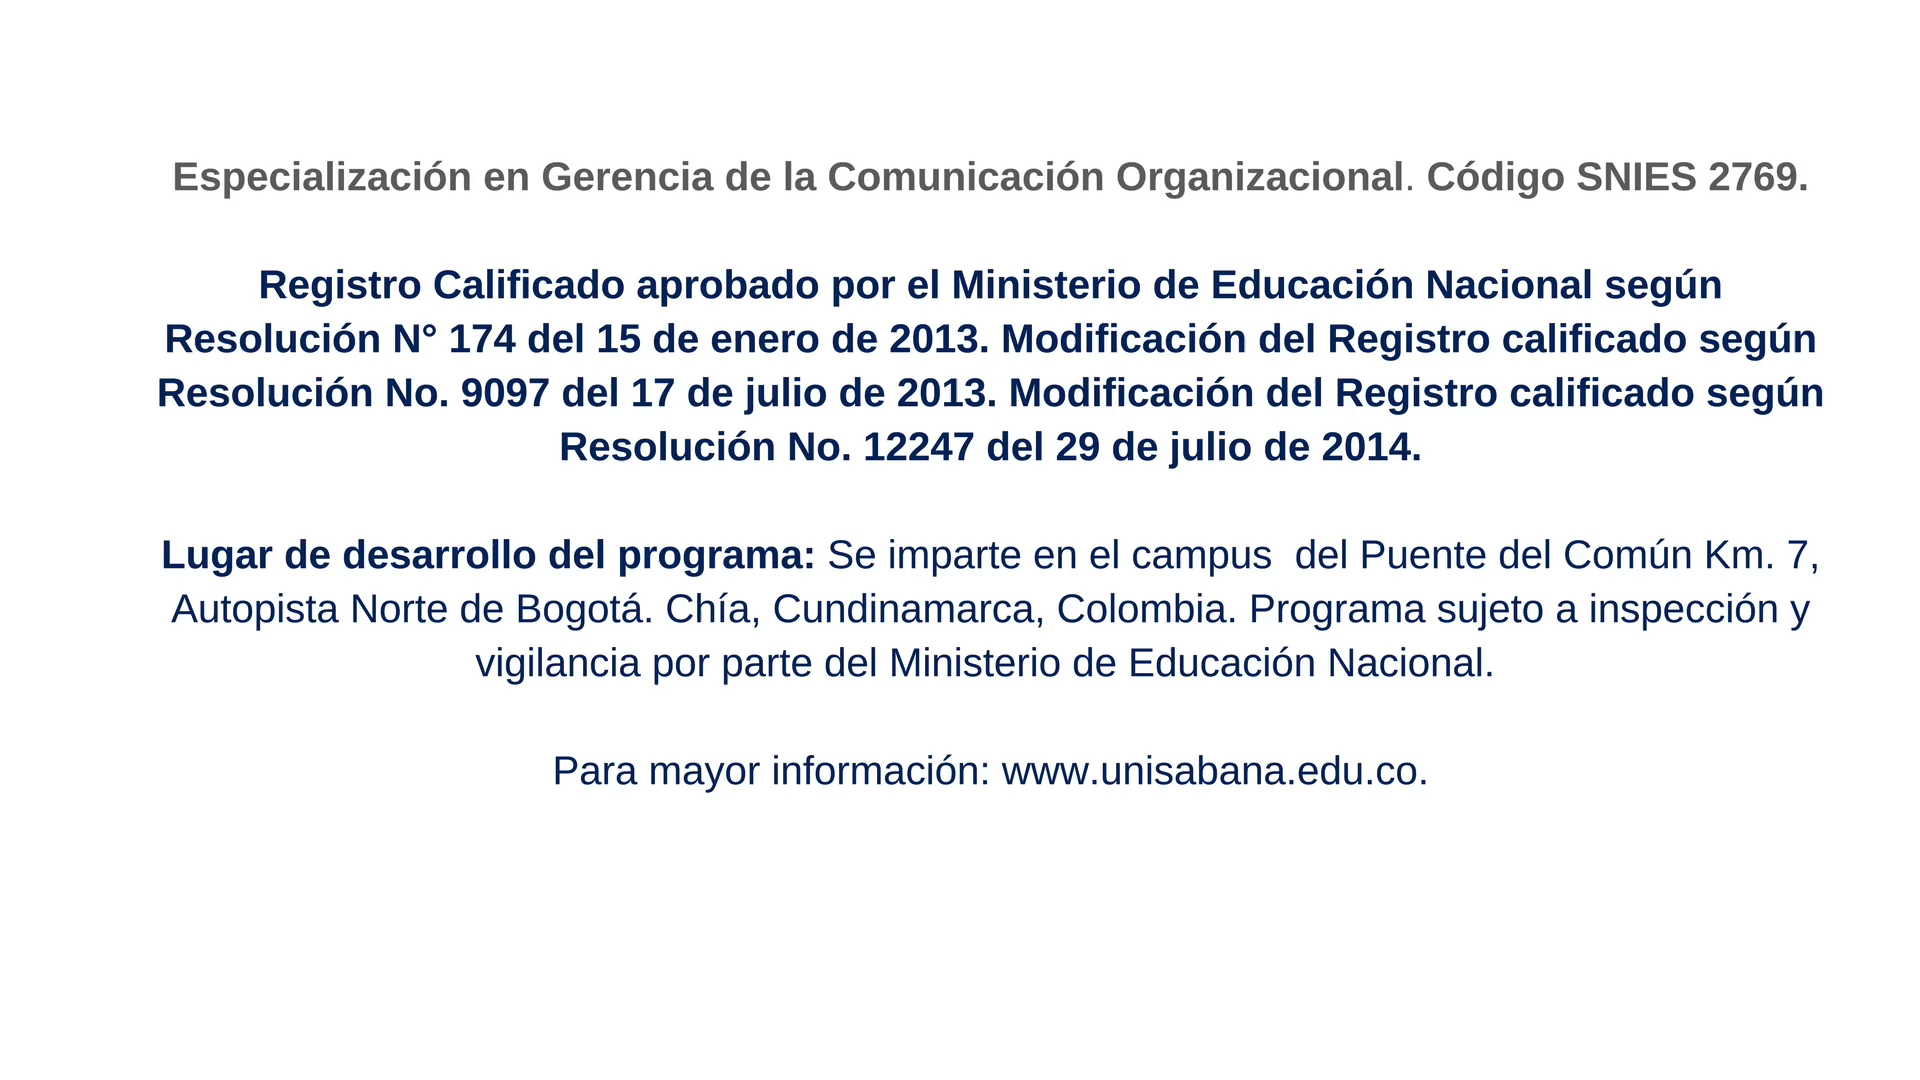 Especialización en Gerencia de la Comunicación Organizacional. Código SNIES 2769.
Registro Calificado aprobado por el Ministerio de Educación Nacional según
Resolución N° 174 del 15 de enero de 2013. Modificación del Registro calificado según
Resolución No. 9097 del 17 de julio de 2013. Modificación del Registro calificado según
Resolución No. 12247 del 29 de julio de 2014.
Lugar de desarrollo del programa: Se imparte en el campus  del Puente del Común Km. 7,
Autopista Norte de Bogotá. Chía, Cundinamarca, Colombia. Programa sujeto a inspección y
vigilancia por parte del Ministerio de Educación Nacional.
Para mayor información: www.unisabana.edu.co.